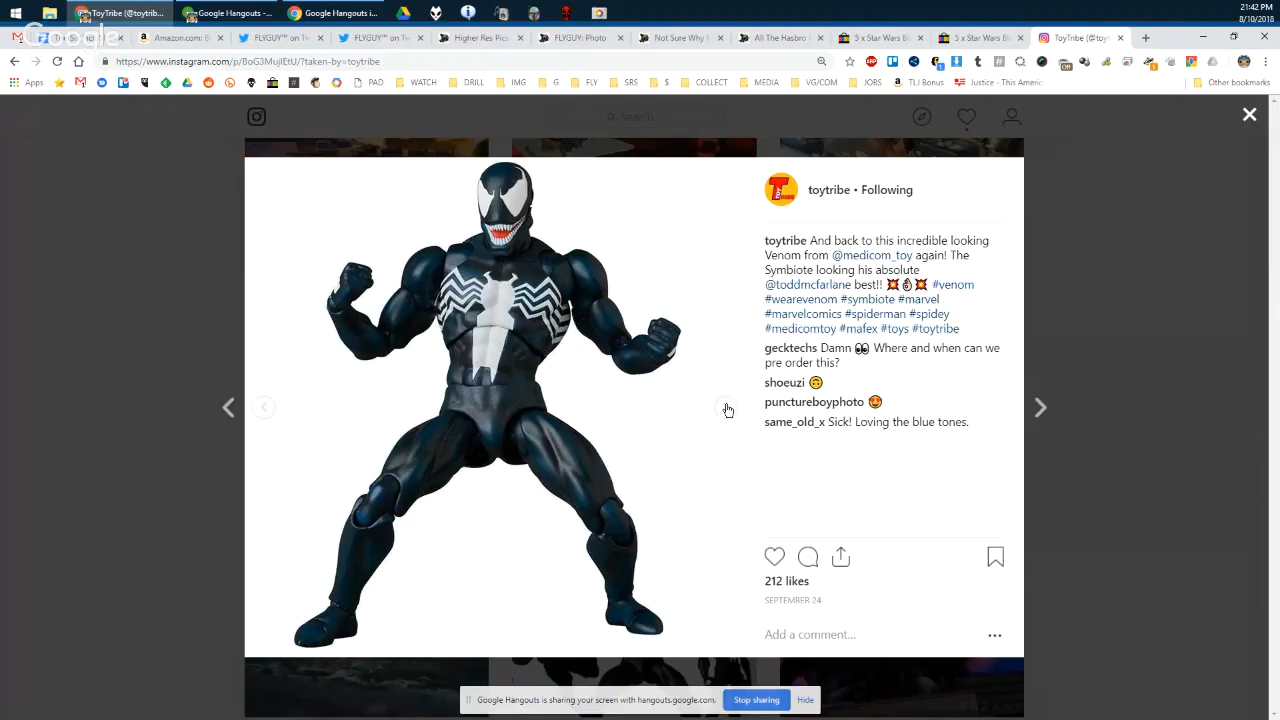 ToyTribe (@toytrib...
Google Hangouts -...
Google Hangouts i...
21:42 PM
8/10/2018
Google
Amazon.com: B
FLYGUY™ on Tw
FLYGUY™ on Tw
Higher Res Pics
FLYGUY: Photo
Not Sure Why
All The Hasbro
5 x Star Wars Bl
5 x Star Wars Bl
ToyTribe (@toyt
https://www.instagram.com/p/BoG3MujlEtU/?taken-by=toytribe
Apps
PAD
WATCH
DRILL
IMG
G
FLY
SRS
$
COLLECT
MEDIA
VG/COM
JOBS
TLJ Bonus
Justice - This Americ
Other bookmarks
Search
toytribe • Following
toytribe And back to this incredible looking
Venom from @medicom_toy again! The
Symbiote looking his absolute
@toddmcfarlane best!! 💥👌🏿💥 #venom
#wearevenom #symbiote #marvel
#marvelcomics #spiderman #spidey
#medicomtoy #mafex #toys #toytribe
gecktechs Damn 👀 Where and when can we
pre order this?
shoeuzi 🙃
punctureboyphoto 😍
same_old_x Sick! Loving the blue tones.
212 likes
SEPTEMBER 24
Add a comment...
Google Hangouts is sharing your screen with hangouts.google.com.
Stop sharing
Hide